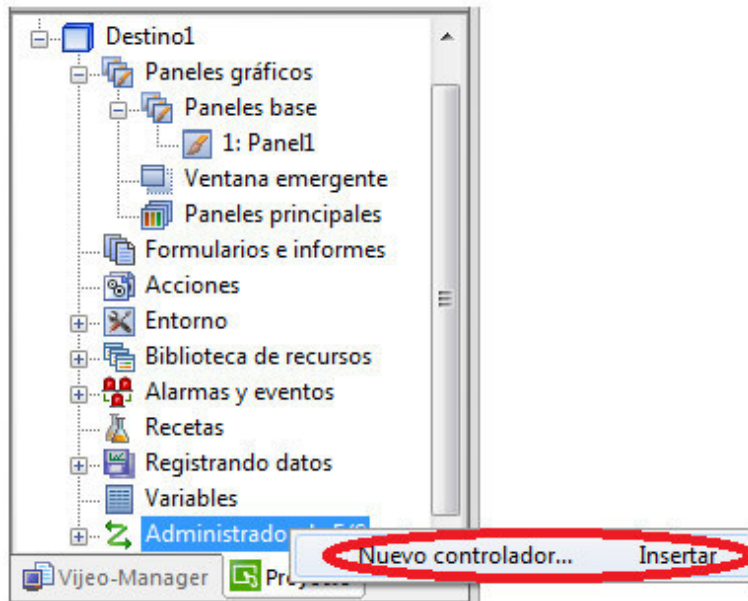 Destino1
Paneles gráficos
Paneles base
1: Panel1
Ventana emergente
Paneles principales
Formularios e informes
Acciones
Entorno
Biblioteca de recursos
Alarmas y eventos
Recetas
Registrando datos
Variables
Administrado
Nuevo controlador... Insertar
Vijeo-Manager